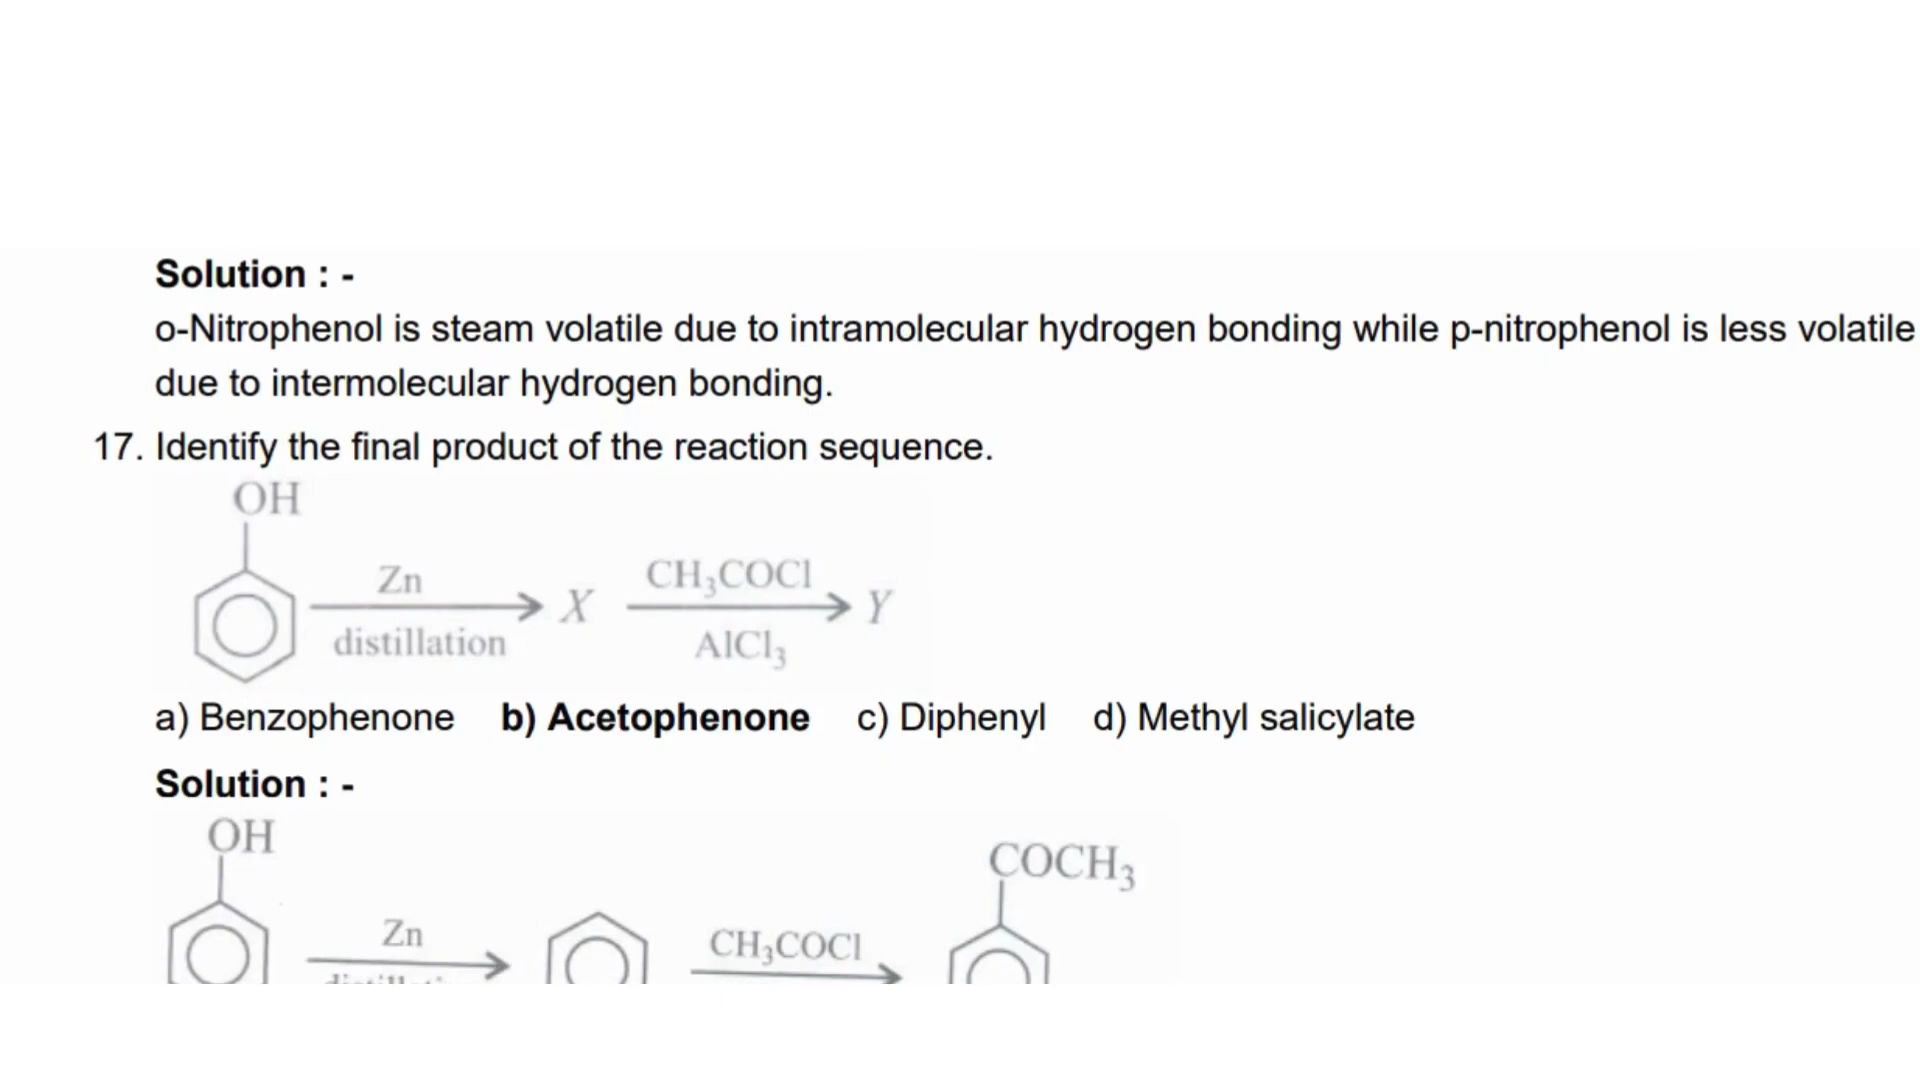 Solution : -
o-Nitrophenol is steam volatile due to intramolecular hydrogen bonding while p-nitrophenol is less volatile
due to intermolecular hydrogen bonding.
17. Identify the final product of the reaction sequence.
OH
Zn
distillation
X
CH₃COCl
AlCl₃
Y
a) Benzophenone b) Acetophenone c) Diphenyl d) Methyl salicylate
Solution : -
OH
Zn
CH₃COCl
COCH₃